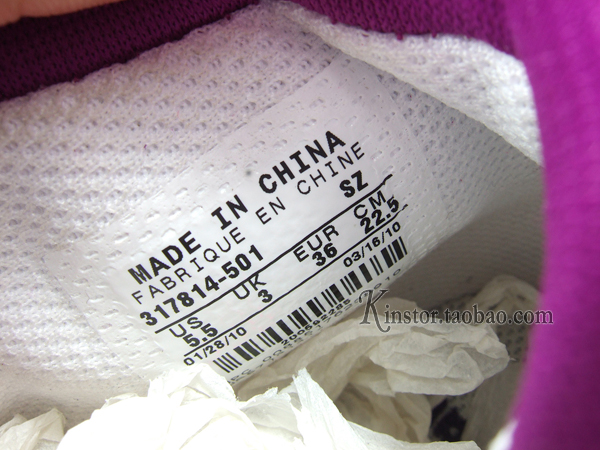 MADE IN CHINA
FABRIQUE EN CHINE
317814-501 SZ
US UK EUR CM
5.5 3 36 22.5
01/28/10 03/16/10
Kinstor.taobao.com